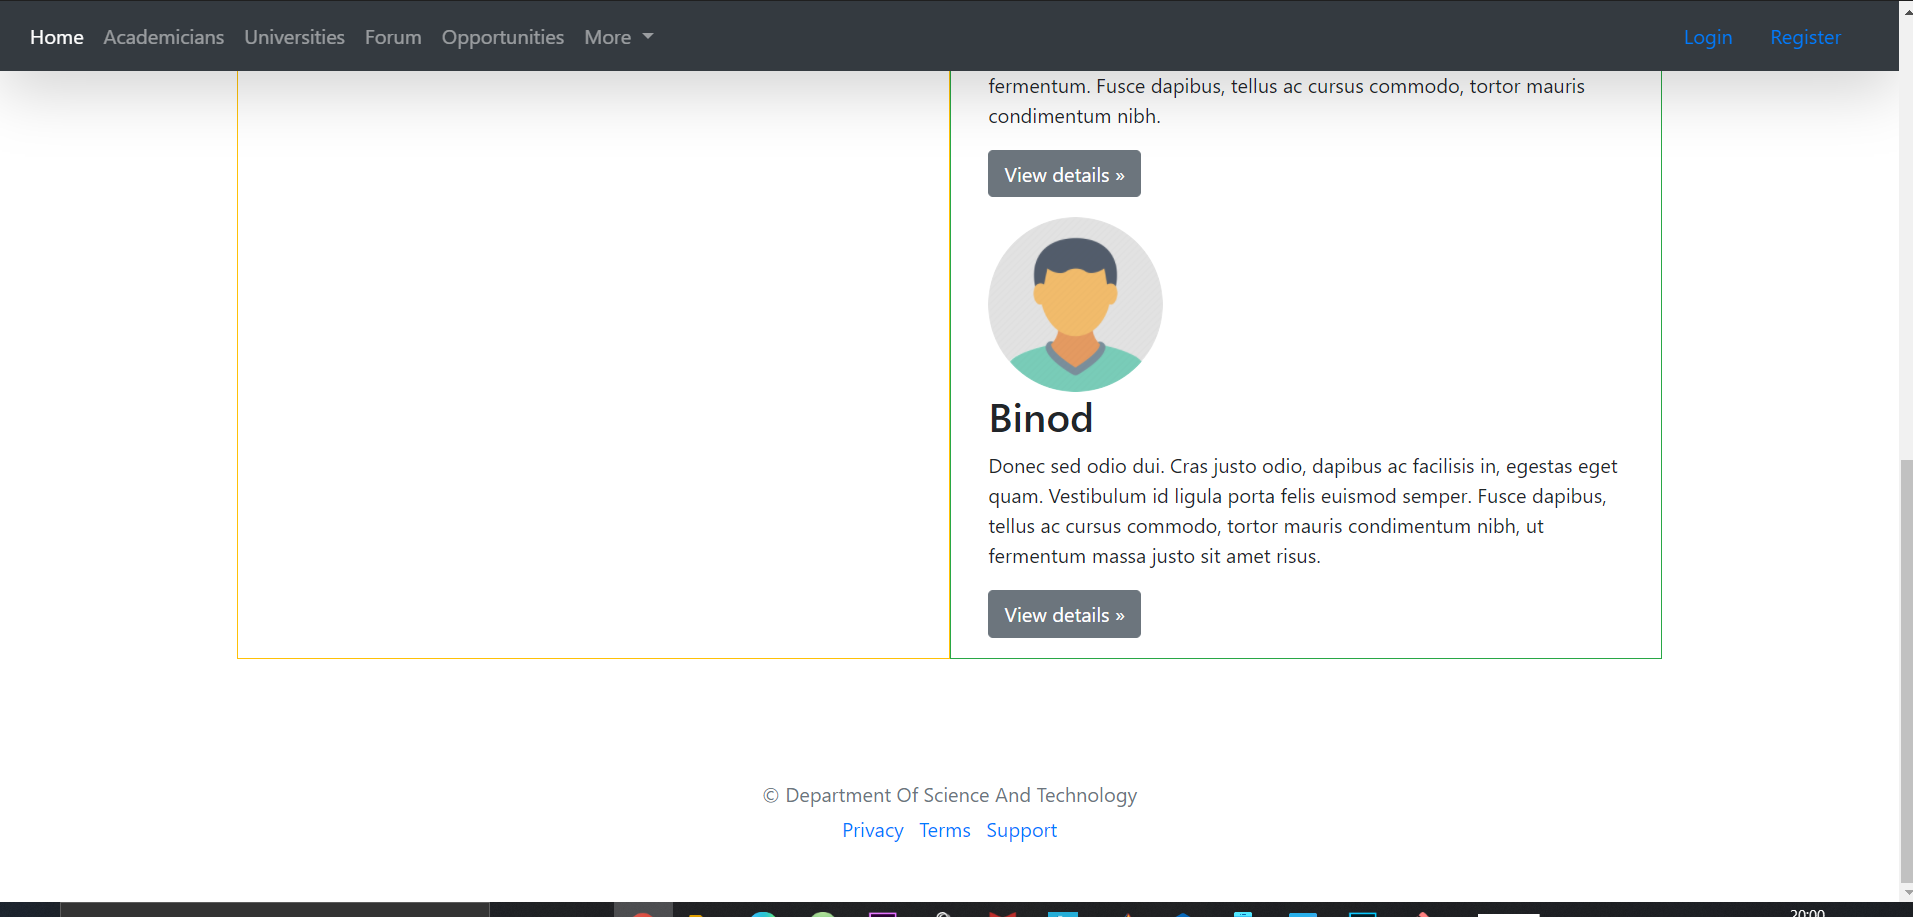 Home Academicians Universities Forum Opportunities More Login Register
fermentum. Fusce dapibus, tellus ac cursus commodo, tortor mauris
condimentum nibh.
View details »
Binod
Donec sed odio dui. Cras justo odio, dapibus ac facilisis in, egestas eget
quam. Vestibulum id ligula porta felis euismod semper. Fusce dapibus,
tellus ac cursus commodo, tortor mauris condimentum nibh, ut
fermentum massa justo sit amet risus.
View details »
© Department Of Science And Technology
Privacy Terms Support
20:00